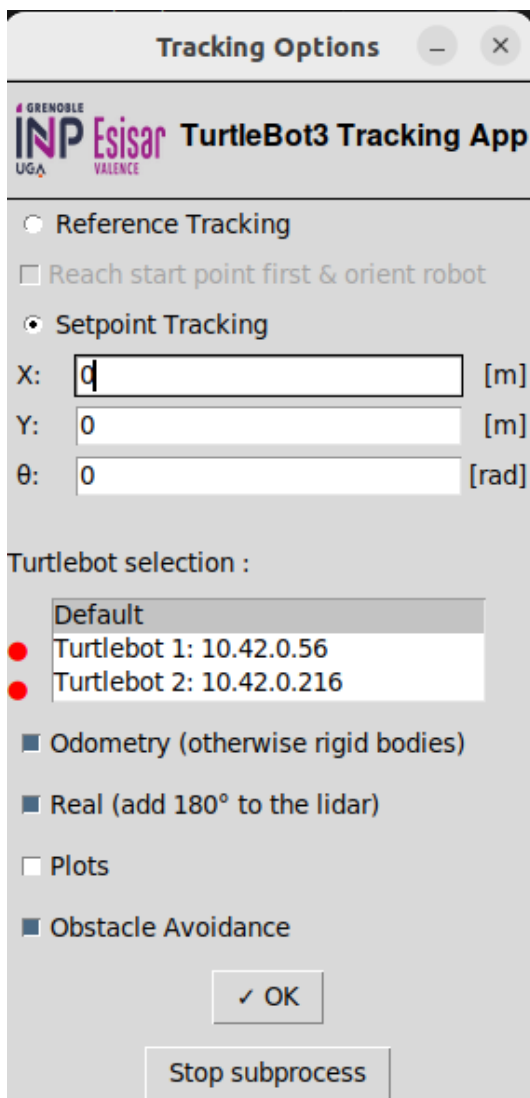 Tracking Options
GRENOBLE
INP Esisar
UGA VALENCE
TurtleBot3 Tracking App
Reference Tracking
Reach start point first & orient robot
Setpoint Tracking
X: 0 [m]
Y: 0 [m]
θ: 0 [rad]
Turtlebot selection :
Default
Turtlebot 1: 10.42.0.56
Turtlebot 2: 10.42.0.216
Odometry (otherwise rigid bodies)
Real (add 180° to the lidar)
Plots
Obstacle Avoidance
✓ OK
Stop subprocess